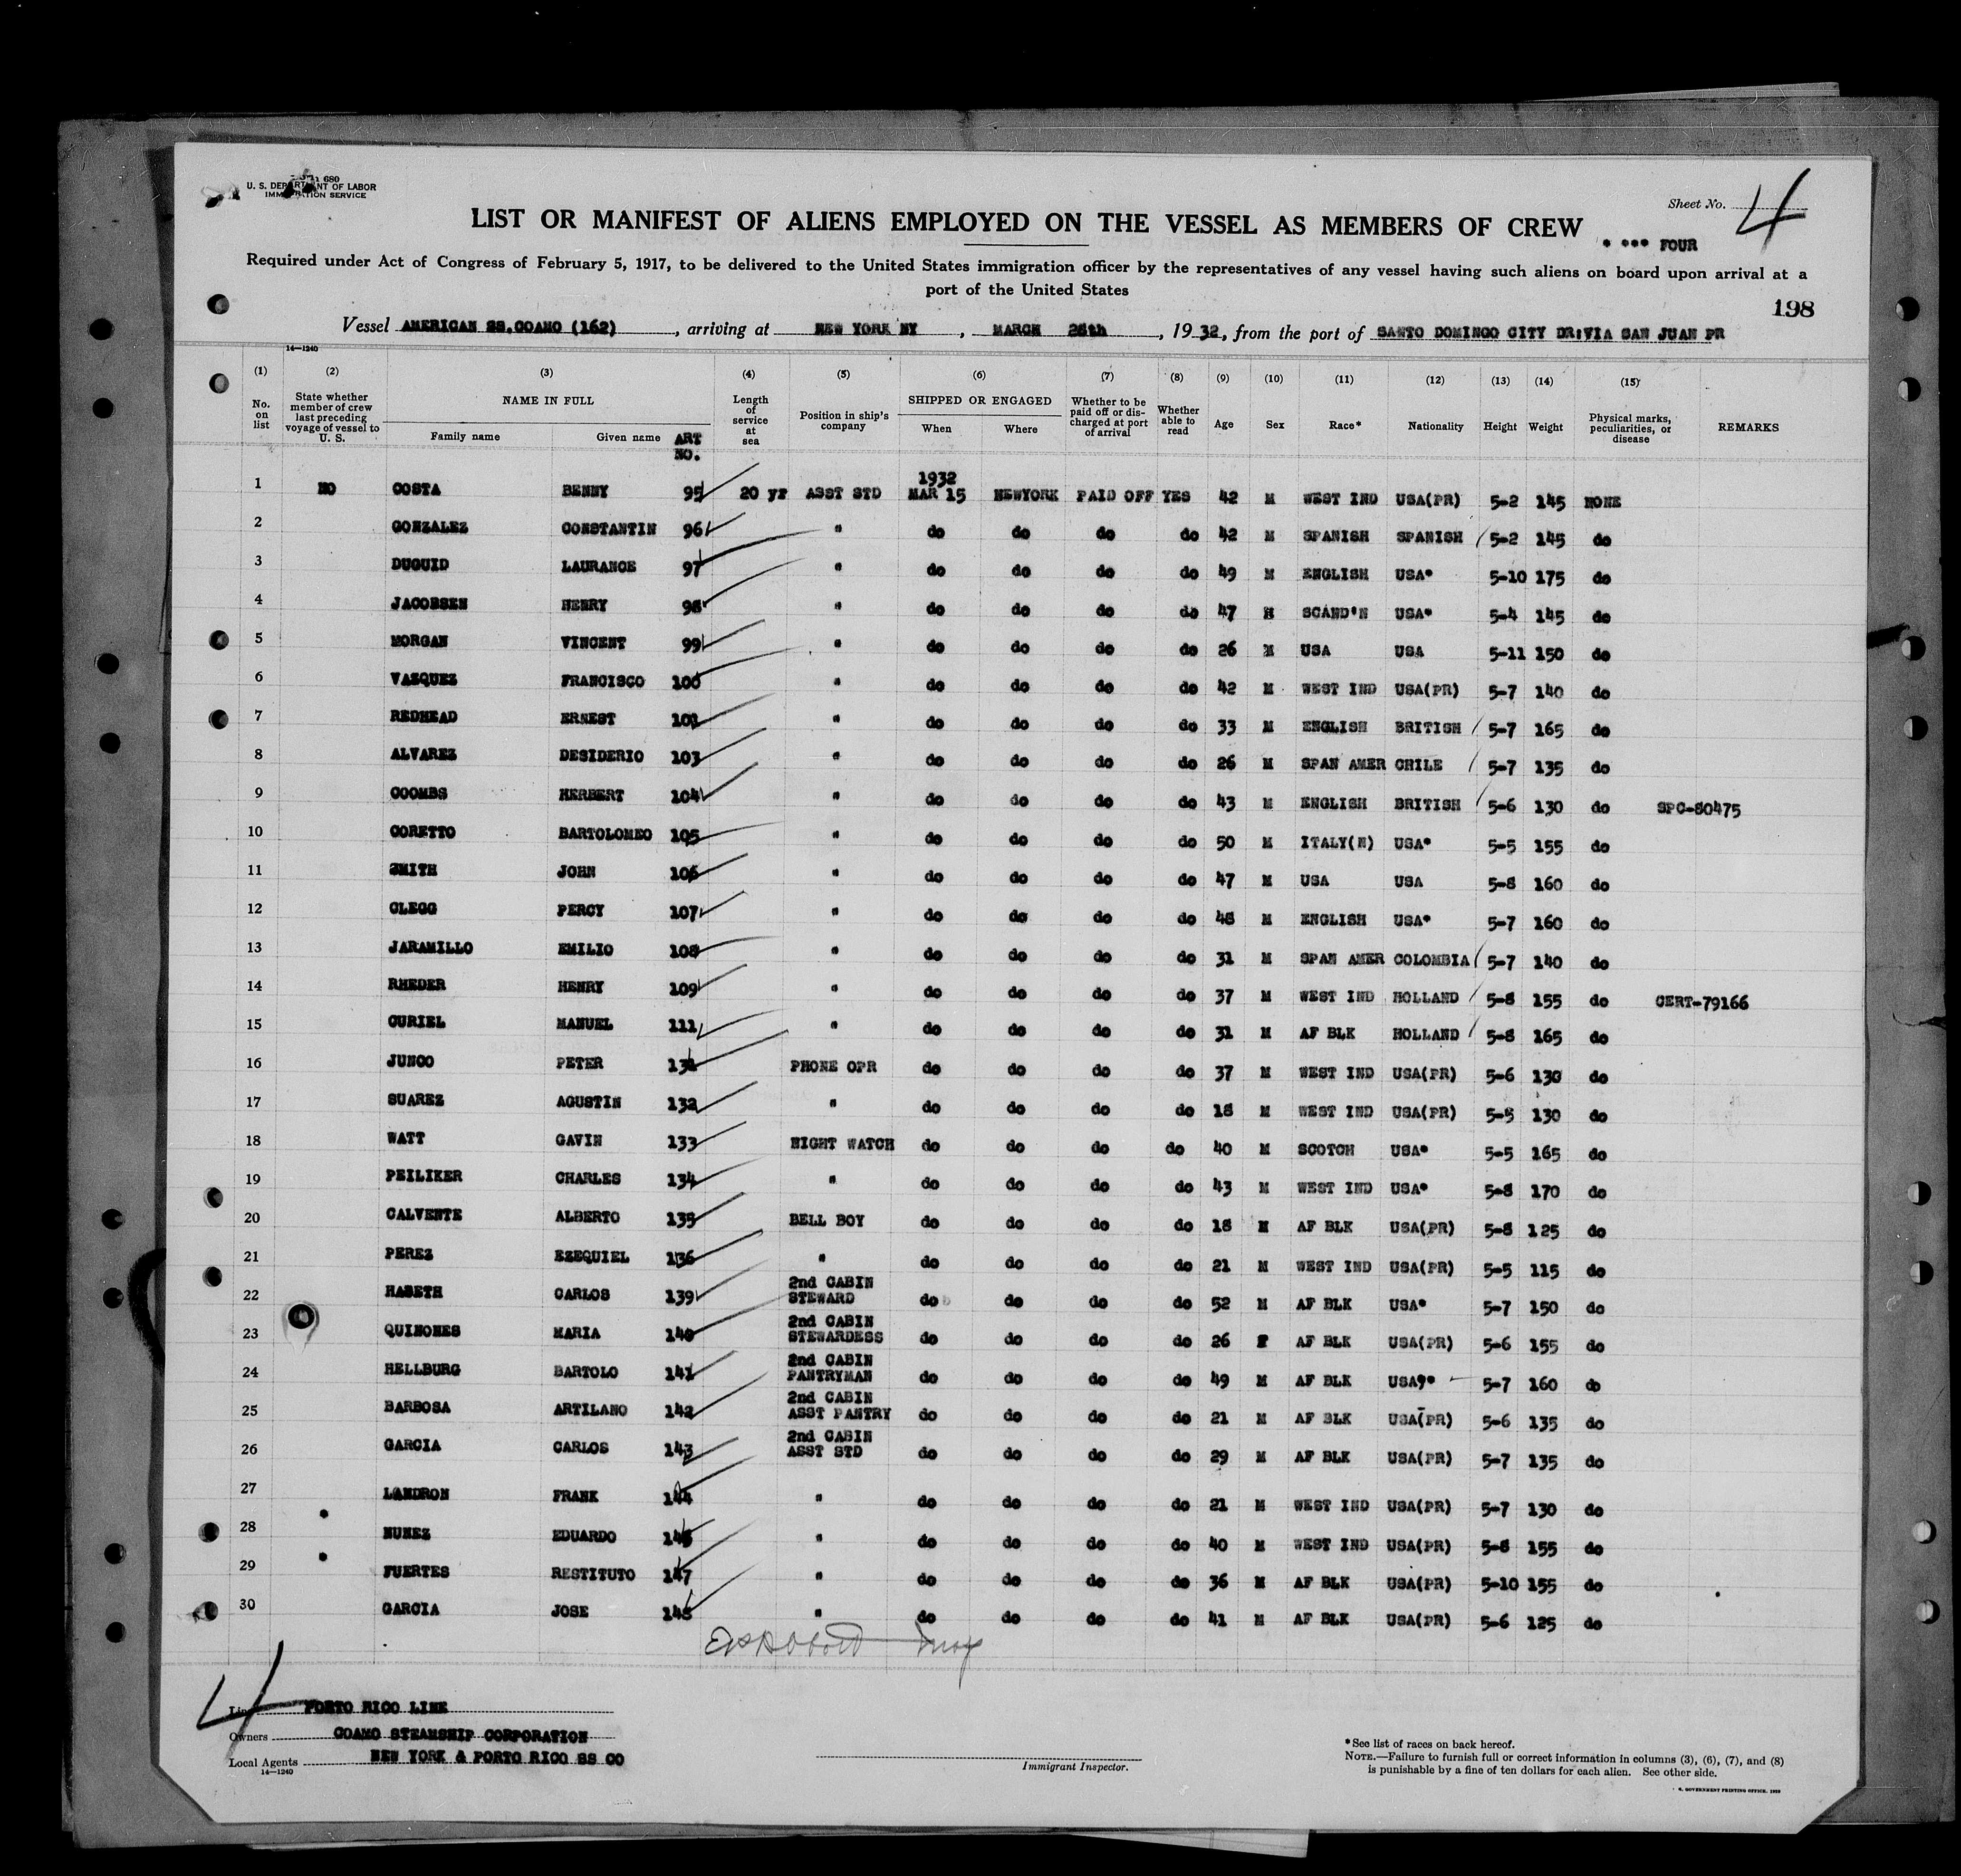 680
U. S. DEPARTMENT OF LABOR
IMMIGRATION SERVICE
Sheet No. 4
LIST OR MANIFEST OF ALIENS EMPLOYED ON THE VESSEL AS MEMBERS OF CREW
* *** FOUR
Required under Act of Congress of February 5, 1917, to be delivered to the United States immigration officer by the representatives of any vessel having such aliens on board upon arrival at a
port of the United States
198
Vessel AMERICAN SS.COAMO (162), arriving at NEW YORK NY, MARCH 28th, 1932, from the port of SANTO DOMINGO CITY DR;VIA SAN JUAN PR
14—1240
(1) (2) (3) (4) (5) (6) (7) (8) (9) (10) (11) (12) (13) (14) (15)
No. on list State whether member of crew last preceding voyage of vessel to U. S. NAME IN FULL Family name Given name ART NO. Length of service at sea Position in ship's company SHIPPED OR ENGAGED When Where Whether to be paid off or discharged at port of arrival Whether able to read Age Sex Race* Nationality Height Weight Physical marks, peculiarities, or disease REMARKS
1932
1 NO COSTA BENNY 95 20 yr ASST STD MAR 15 NEWYORK PAID OFF YES 42 M WEST IND USA(PR) 5-2 145 NONE
2 GONZALEZ CONSTANTIN 96 " do do do do 42 M SPANISH SPANISH 5-2 145 do
3 DUGUID LAURANCE 97 " do do do do 49 M ENGLISH USA* 5-10 175 do
4 JACOBSEN HENRY 98 " do do do do 47 M SCAND'N USA* 5-4 145 do
5 MORGAN VINCENT 99 " do do do do 26 M USA USA 5-11 150 do
6 VAZQUEZ FRANCISCO 100 " do do do do 42 M WEST IND USA(PR) 5-7 140 do
7 REDHEAD ERNEST 101 " do do do do 33 M ENGLISH BRITISH 5-7 165 do
8 ALVAREZ DESIDERIO 103 " do do do do 26 M SPAN AMER CHILE 5-7 135 do
9 COOMBS HERBERT 104 " do do do do 43 M ENGLISH BRITISH 5-6 130 do SPC-80475
10 CORETTO BARTOLOMEO 105 " do do do do 50 M ITALY(N) USA* 5-5 155 do
11 SMITH JOHN 106 " do do do do 47 M USA USA 5-8 160 do
12 CLEGG PERCY 107 " do do do do 48 M ENGLISH USA* 5-7 160 do
13 JARAMILLO EMILIO 108 " do do do do 31 M SPAN AMER COLOMBIA 5-7 140 do
14 RHEDER HENRY 109 " do do do do 37 M WEST IND HOLLAND 5-8 155 do CERT-79166
15 CURIEL MANUEL 111 " do do do do 31 M AF BLK HOLLAND 5-8 165 do
16 JUNCO PETER 131 PHONE OPR do do do do 37 M WEST IND USA(PR) 5-6 130 do
17 SUAREZ AGUSTIN 132 " do do do do 18 M WEST IND USA(PR) 5-5 130 do
18 WATT GAVIN 133 NIGHT WATCH do do do do 40 M SCOTCH USA* 5-5 165 do
19 PEILIKER CHARLES 134 " do do do do 43 M WEST IND USA* 5-8 170 do
20 CALVENTE ALBERTO 135 BELL BOY do do do do 18 M AF BLK USA(PR) 5-8 125 do
21 PEREZ EZEQUIEL 136 " do do do do 21 M WEST IND USA(PR) 5-5 115 do
22 HASETH CARLOS 139 2nd CABIN STEWARD do do do do 52 M AF BLK USA* 5-7 150 do
23 QUINONES MARIA 140 2nd CABIN STEWARDESS do do do do 26 F AF BLK USA(PR) 5-6 155 do
24 HELLBURG BARTOLO 141 2nd CABIN PANTRYMAN do do do do 49 M AF BLK USA?* 5-7 160 do
25 BARBOSA ARTILANO 142 2nd CABIN ASST PANTRY do do do do 21 M AF BLK USA(PR) 5-6 135 do
26 GARCIA CARLOS 143 2nd CABIN ASST STD do do do do 29 M AF BLK USA(PR) 5-7 135 do
27 LANDRON FRANK 144 " do do do do 21 M WEST IND USA(PR) 5-7 130 do
28 NUNEZ EDUARDO 145 " do do do do 40 M WEST IND USA(PR) 5-8 155 do
29 FUERTES RESTITUTO 147 " do do do do 36 M AF BLK USA(PR) 5-10 155 do
30 GARCIA JOSE 148 " do do do do 41 M AF BLK USA(PR) 5-6 125 do
4
Line PORTO RICO LINE
Owners COAMO STEAMSHIP CORPORATION
Local Agents NEW YORK & PORTO RICO SS CO
14—1240
Immigrant Inspector.
*See list of races on back hereof.
NOTE.—Failure to furnish full or correct information in columns (3), (6), (7), and (8)
is punishable by a fine of ten dollars for each alien. See other side.
GOVERNMENT PRINTING OFFICE